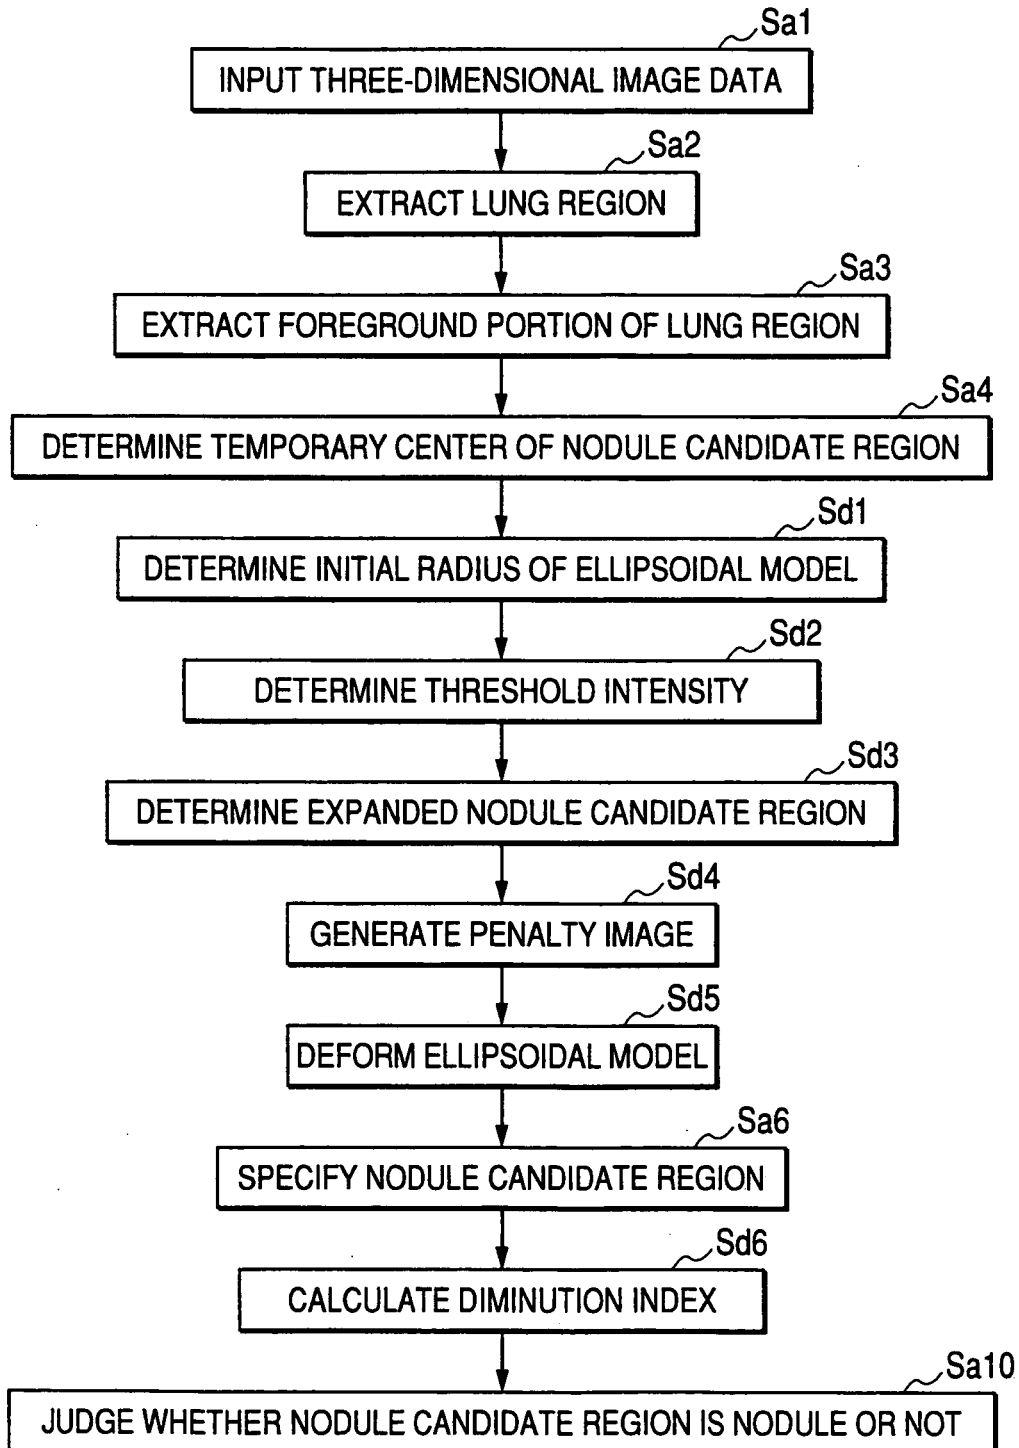 Sa1
INPUT THREE-DIMENSIONAL IMAGE DATA
Sa2
EXTRACT LUNG REGION
Sa3
EXTRACT FOREGROUND PORTION OF LUNG REGION
Sa4
DETERMINE TEMPORARY CENTER OF NODULE CANDIDATE REGION
Sd1
DETERMINE INITIAL RADIUS OF ELLIPSOIDAL MODEL
Sd2
DETERMINE THRESHOLD INTENSITY
Sd3
DETERMINE EXPANDED NODULE CANDIDATE REGION
Sd4
GENERATE PENALTY IMAGE
Sd5
DEFORM ELLIPSOIDAL MODEL
Sa6
SPECIFY NODULE CANDIDATE REGION
Sd6
CALCULATE DIMINUTION INDEX
Sa10
JUDGE WHETHER NODULE CANDIDATE REGION IS NODULE OR NOT